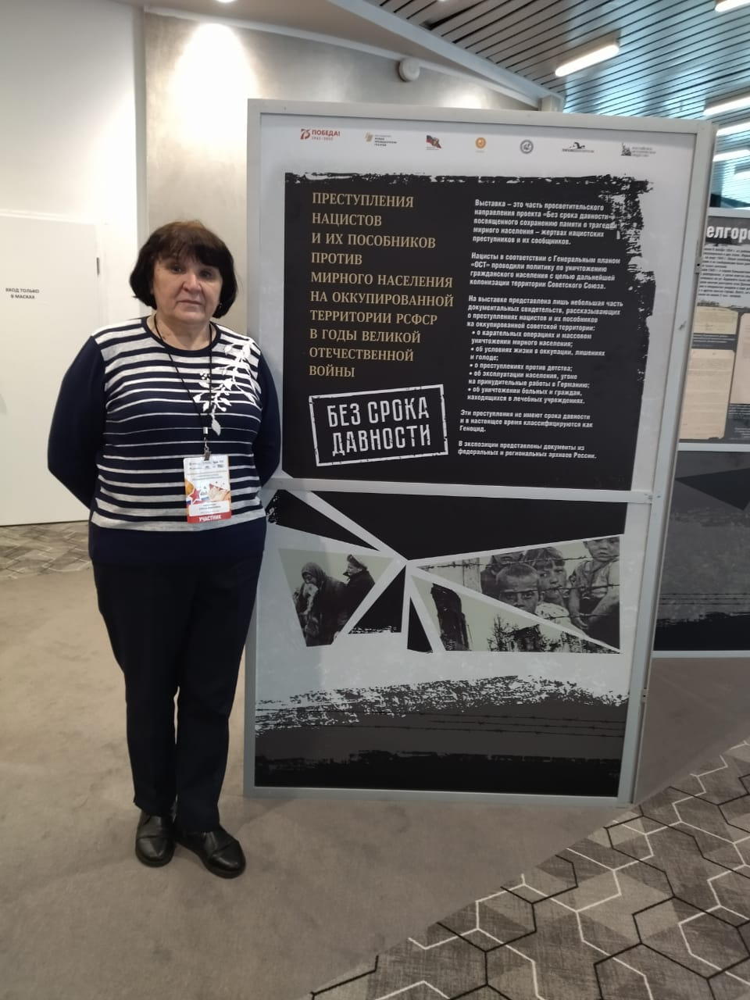 ВХОД ТОЛЬКО
В МАСКАХ
75 ПОБЕДА!
1945–2020
ПРЕСТУПЛЕНИЯ
НАЦИСТОВ
И ИХ ПОСОБНИКОВ
ПРОТИВ
МИРНОГО НАСЕЛЕНИЯ
НА ОККУПИРОВАННОЙ
ТЕРРИТОРИИ РСФСР
В ГОДЫ ВЕЛИКОЙ
ОТЕЧЕСТВЕННОЙ
ВОЙНЫ
БЕЗ СРОКА
ДАВНОСТИ
Выставка – это часть просветительского
направления проекта «Без срока давности»,
посвященного сохранению памяти о трагедии
мирного населения – жертвах нацистских
преступников и их сообщников.
Нацисты в соответствии с Генеральным планом
«ОСТ» проводили политику по уничтожению
гражданского населения с целью дальнейшей
колонизации территории Советского Союза.
На выставке представлена лишь небольшая часть
документальных свидетельств, рассказывающих
о преступлениях нацистов и их пособников
на оккупированной советской территории:
• о карательных операциях и массовом
уничтожении мирного населения;
• об условиях жизни в оккупации, лишениях
и голоде;
• о преступлениях против детства;
• об эксплуатации населения, угоне
на принудительные работы в Германию;
• об уничтожении больных и граждан,
находящихся в лечебных учреждениях.
Эти преступления не имеют срока давности
и в настоящее время классифицируются как
Геноцид.
В экспозиции представлены документы из
федеральных и региональных архивов России.
УЧАСТНИК
елгоро